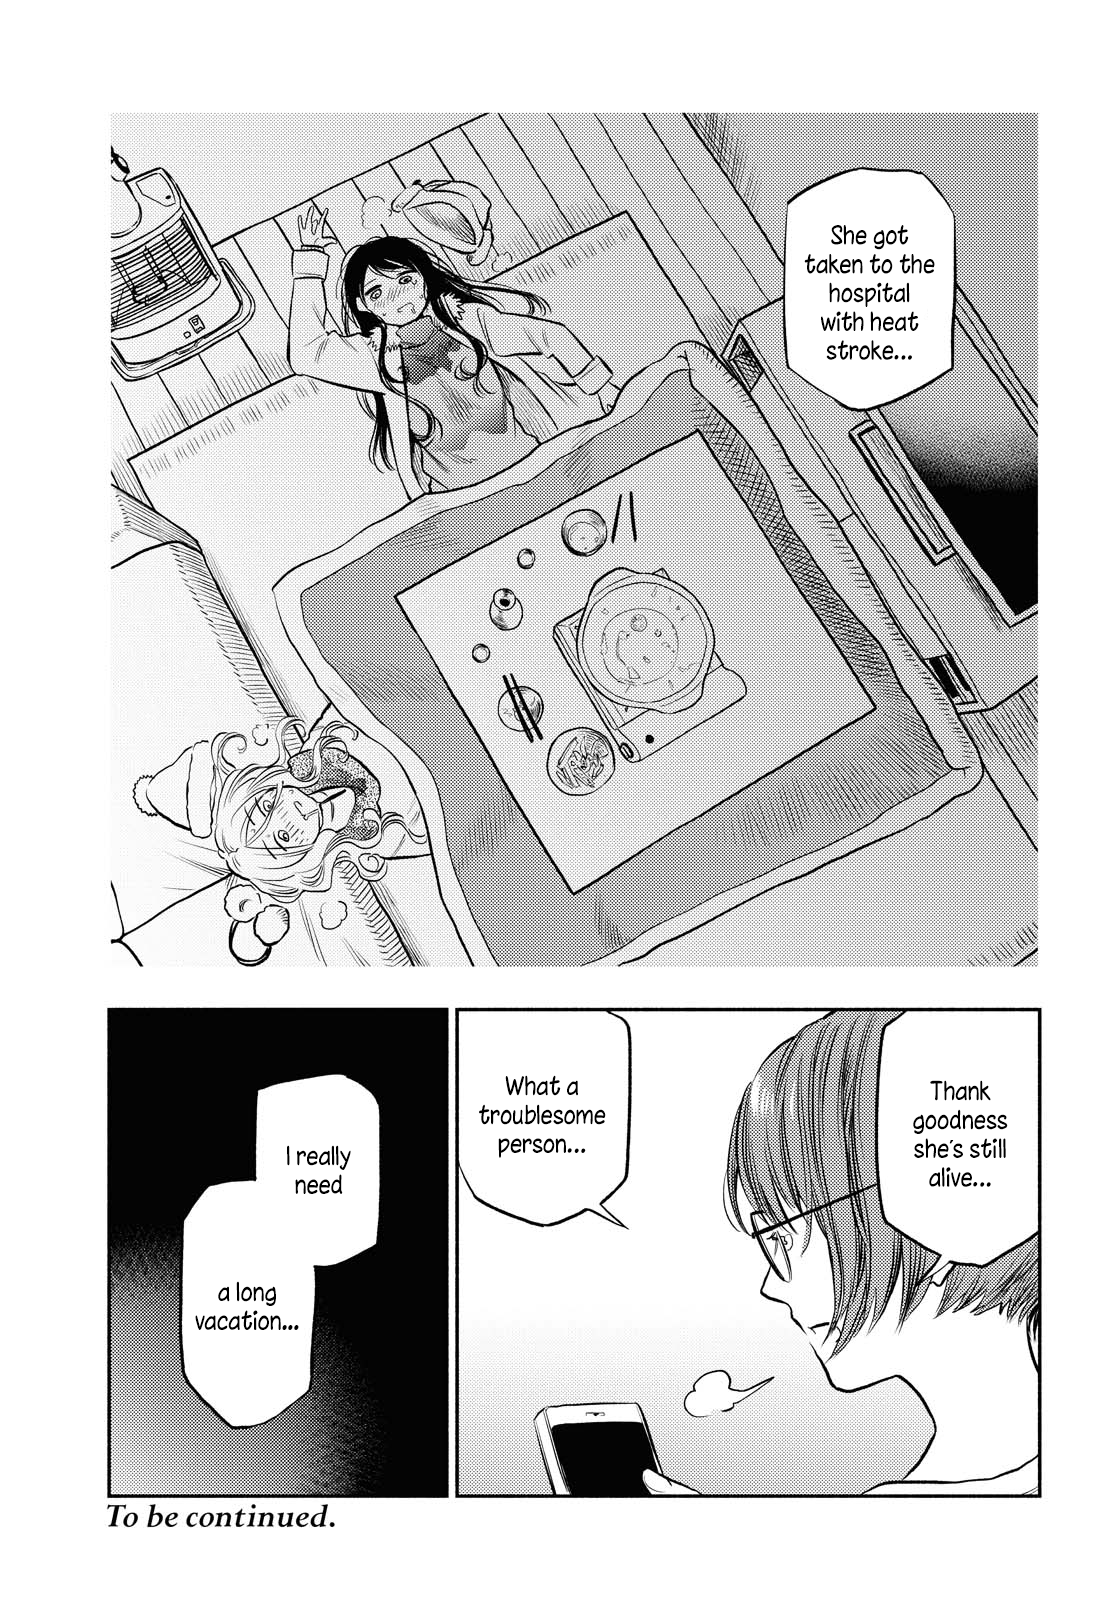 She got
taken to the
hospital
with heat
stroke...
Thank
goodness
she's still
alive...
What a
troublesome
person...
I really
need
a long
vacation...
To be continued.